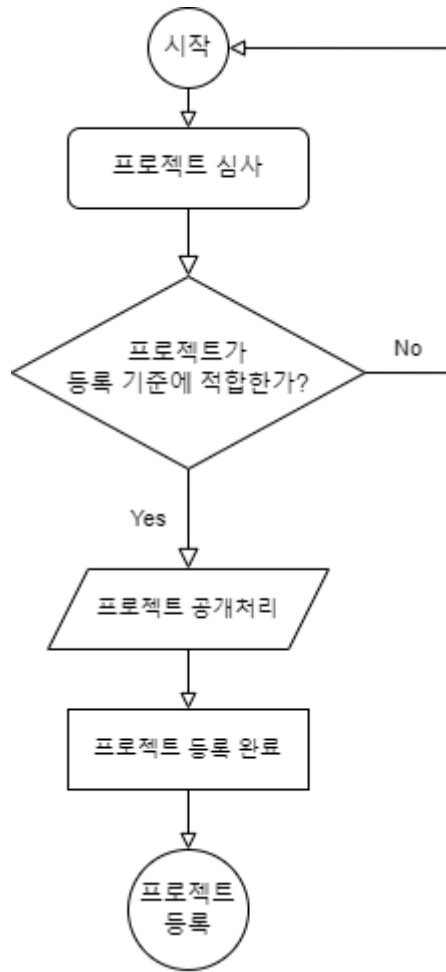 시작
프로젝트 심사
프로젝트가
등록 기준에 적합한가?
No
Yes
프로젝트 공개처리
프로젝트 등록 완료
프로젝트
등록